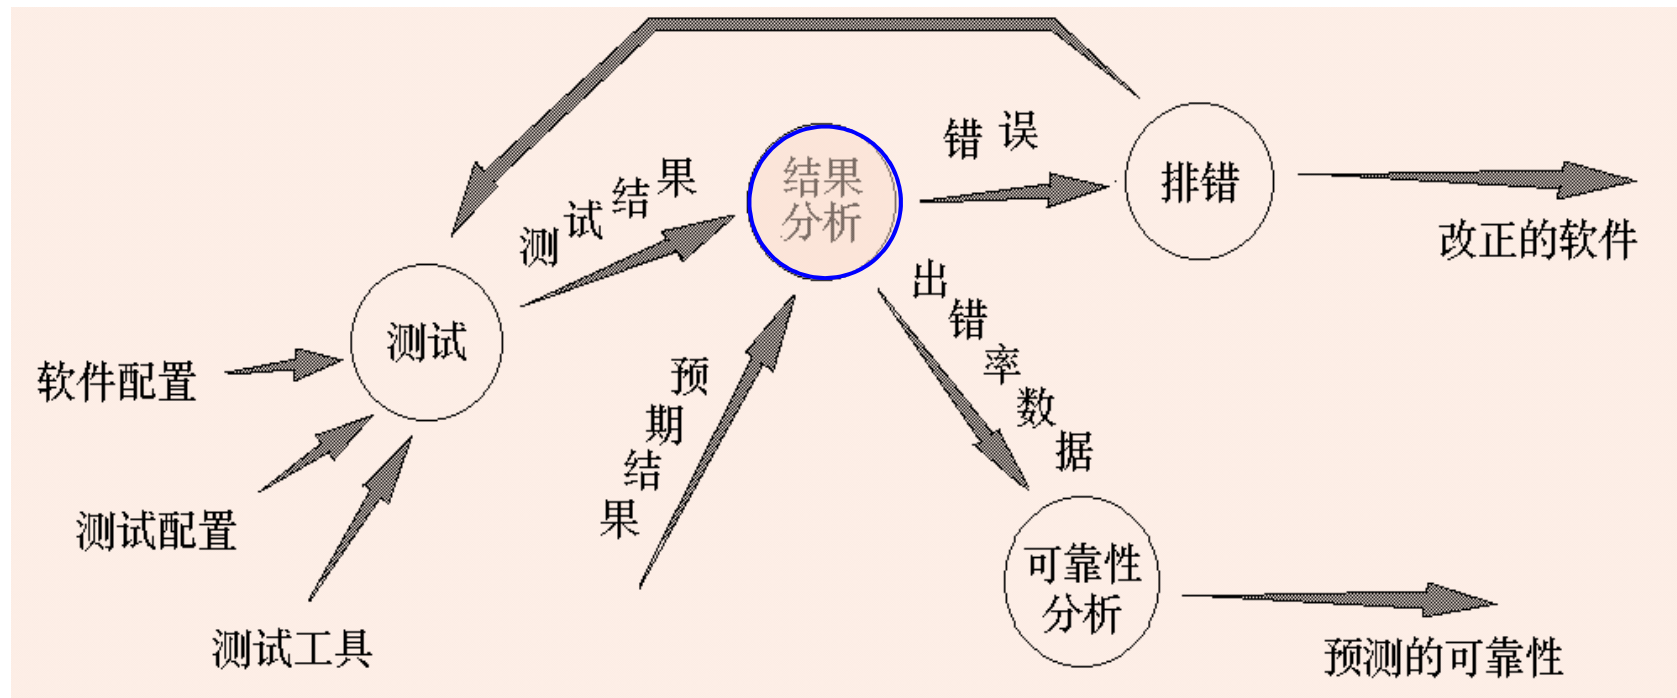 错误
结果
分析
排错
测试结果
改正的软件
出错率数据
测试
软件配置
预期结果
测试配置
可靠性
分析
测试工具
预测的可靠性